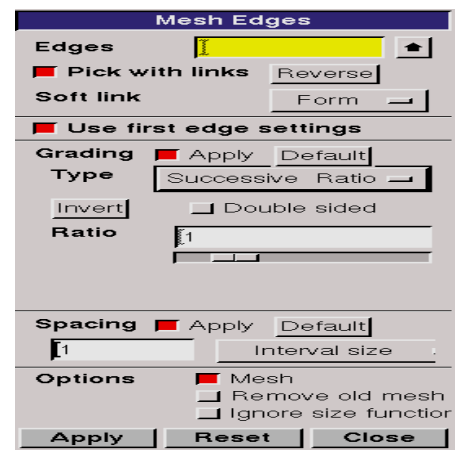 Mesh Edges
Edges
Pick with links Reverse
Soft link Form
Use first edge settings
Grading Apply Default
Type Successive Ratio
Invert Double sided
Ratio 1
Spacing Apply Default
1 Interval size
Options Mesh
Remove old mesh
Ignore size functior
Apply Reset Close